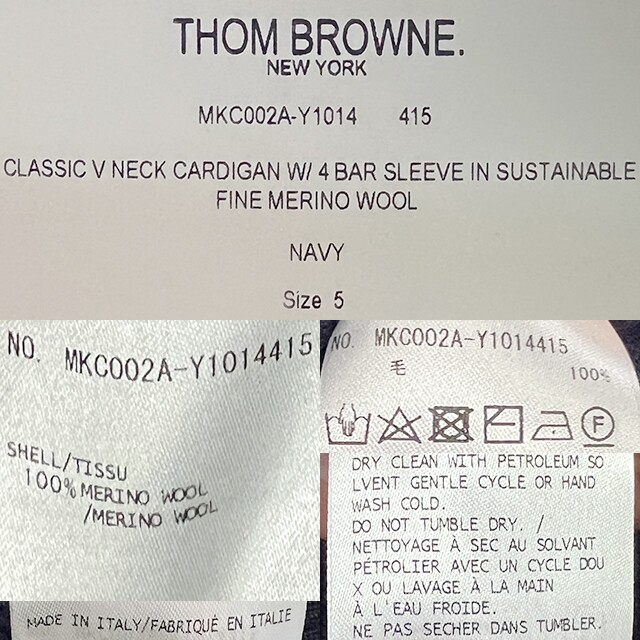 THOM BROWNE.
NEW YORK
MKC002A-Y1014 415
CLASSIC V NECK CARDIGAN W/ 4 BAR SLEEVE IN SUSTAINABLE
FINE MERINO WOOL
NAVY
Size 5
NO. MKC002A-Y1014415
SHELL/TISSU
100% MERINO WOOL
/MERINO WOOL
MADE IN ITALY/FABRIQUÉ EN ITALIE
NO. MKC002A-Y1014415
毛 100%
F
DRY CLEAN WITH PETROLEUM SO
LVENT GENTLE CYCLE OR HAND
WASH COLD.
DO NOT TUMBLE DRY. /
NETTOYAGE À SEC AU SOLVANT
PÉTROLIER AVEC UN CYCLE DOU
X OU LAVAGE À LA MAIN
À L'EAU FROIDE.
NE PAS SECHER DANS TUMBLER.